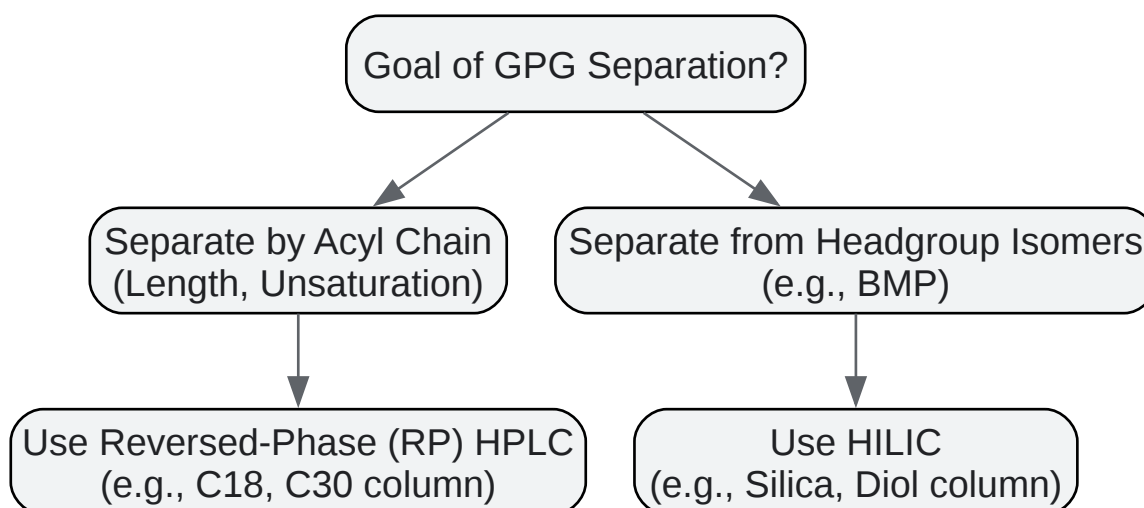 Goal of GPG Separation?
Separate by Acyl Chain
(Length, Unsaturation)
Separate from Headgroup Isomers
(e.g., BMP)
Use Reversed-Phase (RP) HPLC
(e.g., C18, C30 column)
Use HILIC
(e.g., Silica, Diol column)